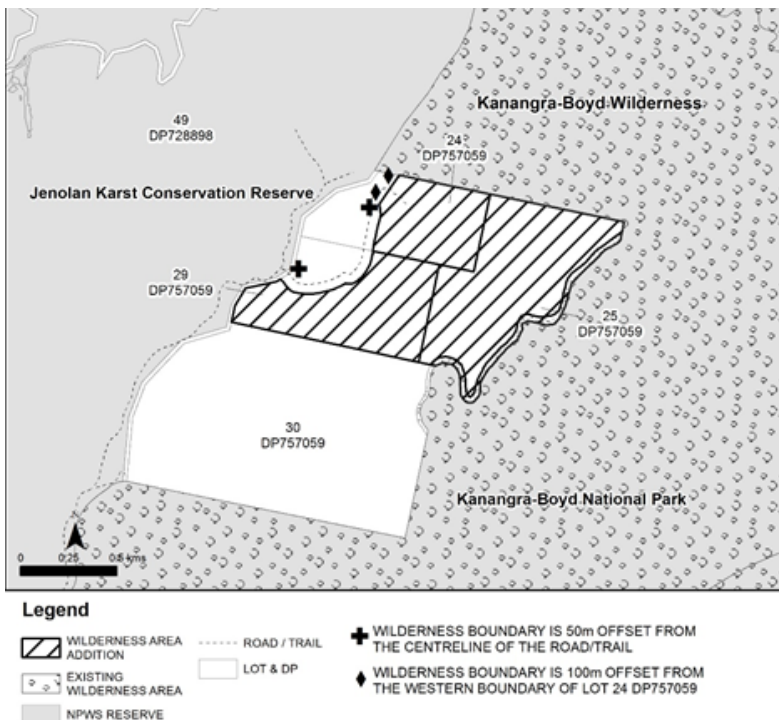 Kanangra-Boyd Wilderness
49
DP728898
24
DP757059
Jenolan Karst Conservation Reserve
29
DP757059
25
DP757059
30
DP757059
Kanangra-Boyd National Park
0 0.25 0.5 kms
Legend
WILDERNESS AREA
ADDITION
EXISTING
WILDERNESS AREA
NPWS RESERVE
ROAD / TRAIL
LOT & DP
WILDERNESS BOUNDARY IS 50m OFFSET FROM
THE CENTRELINE OF THE ROAD/TRAIL
WILDERNESS BOUNDARY IS 100m OFFSET FROM
THE WESTERN BOUNDARY OF LOT 24 DP757059